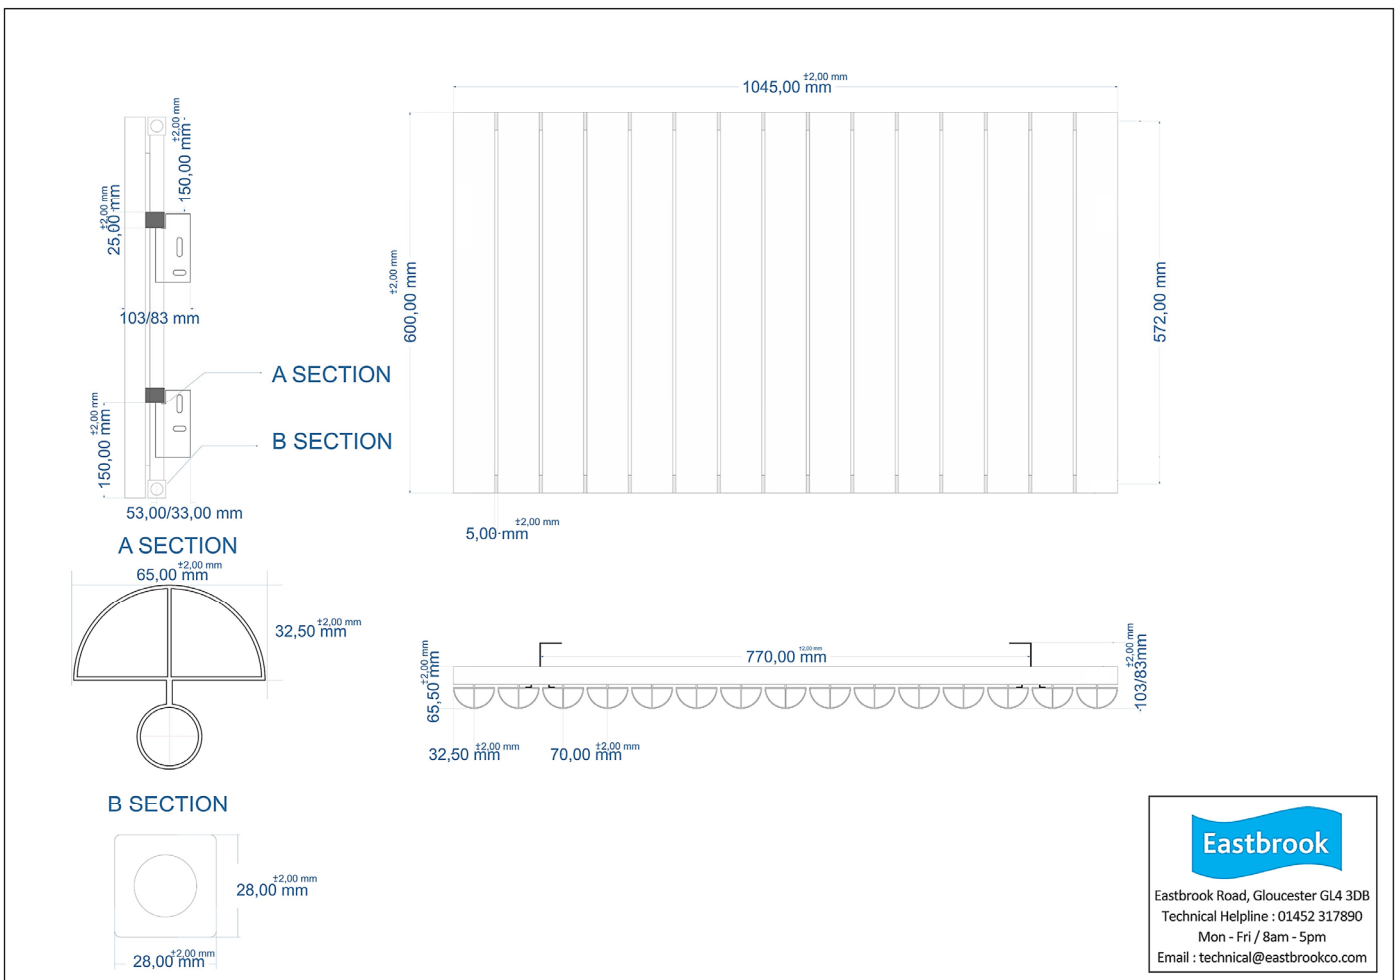 1045,00 mm ±2,00 mm
150,00 mm ±2,00 mm
25,00 mm ±2,00 mm
103/83 mm
600,00 mm ±2,00 mm
572,00 mm
A SECTION
B SECTION
150,00 mm ±2,00 mm
53,00/33,00 mm
5,00 mm ±2,00 mm
A SECTION
65,00 mm ±2,00 mm
32,50 mm ±2,00 mm
770,00 mm ±2,00 mm
65,50 mm ±2,00 mm
103/83mm ±2,00 mm
32,50 mm ±2,00 mm
70,00 mm ±2,00 mm
B SECTION
28,00 mm ±2,00 mm
28,00 mm ±2,00 mm
Eastbrook
Eastbrook Road, Gloucester GL4 3DB
Technical Helpline : 01452 317890
Mon - Fri / 8am - 5pm
Email : technical@eastbrookco.com